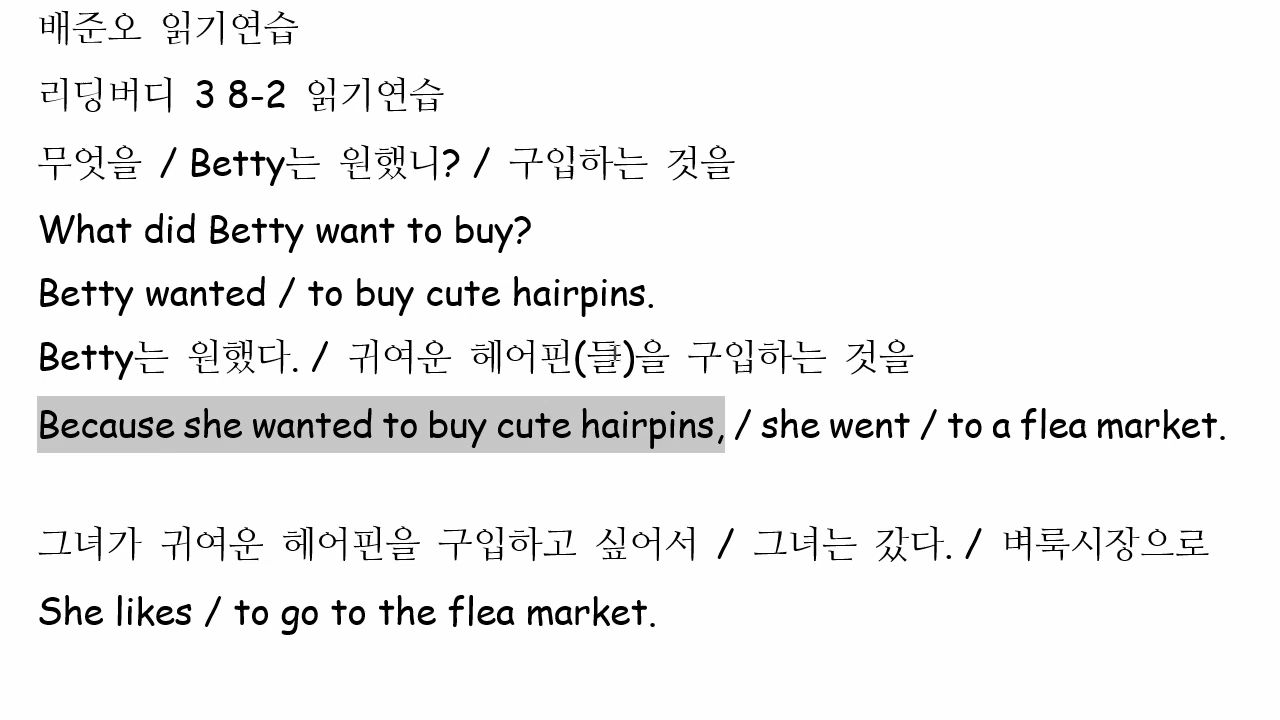 배준오 읽기연습
리딩버디 3 8-2 읽기연습
무엇을 / Betty는 원했니? / 구입하는 것을
What did Betty want to buy?
Betty wanted / to buy cute hairpins.
Betty는 원했다. / 귀여운 헤어핀(들)을 구입하는 것을
Because she wanted to buy cute hairpins, / she went / to a flea market.
그녀가 귀여운 헤어핀을 구입하고 싶어서 / 그녀는 갔다. / 벼룩시장으로
She likes / to go to the flea market.